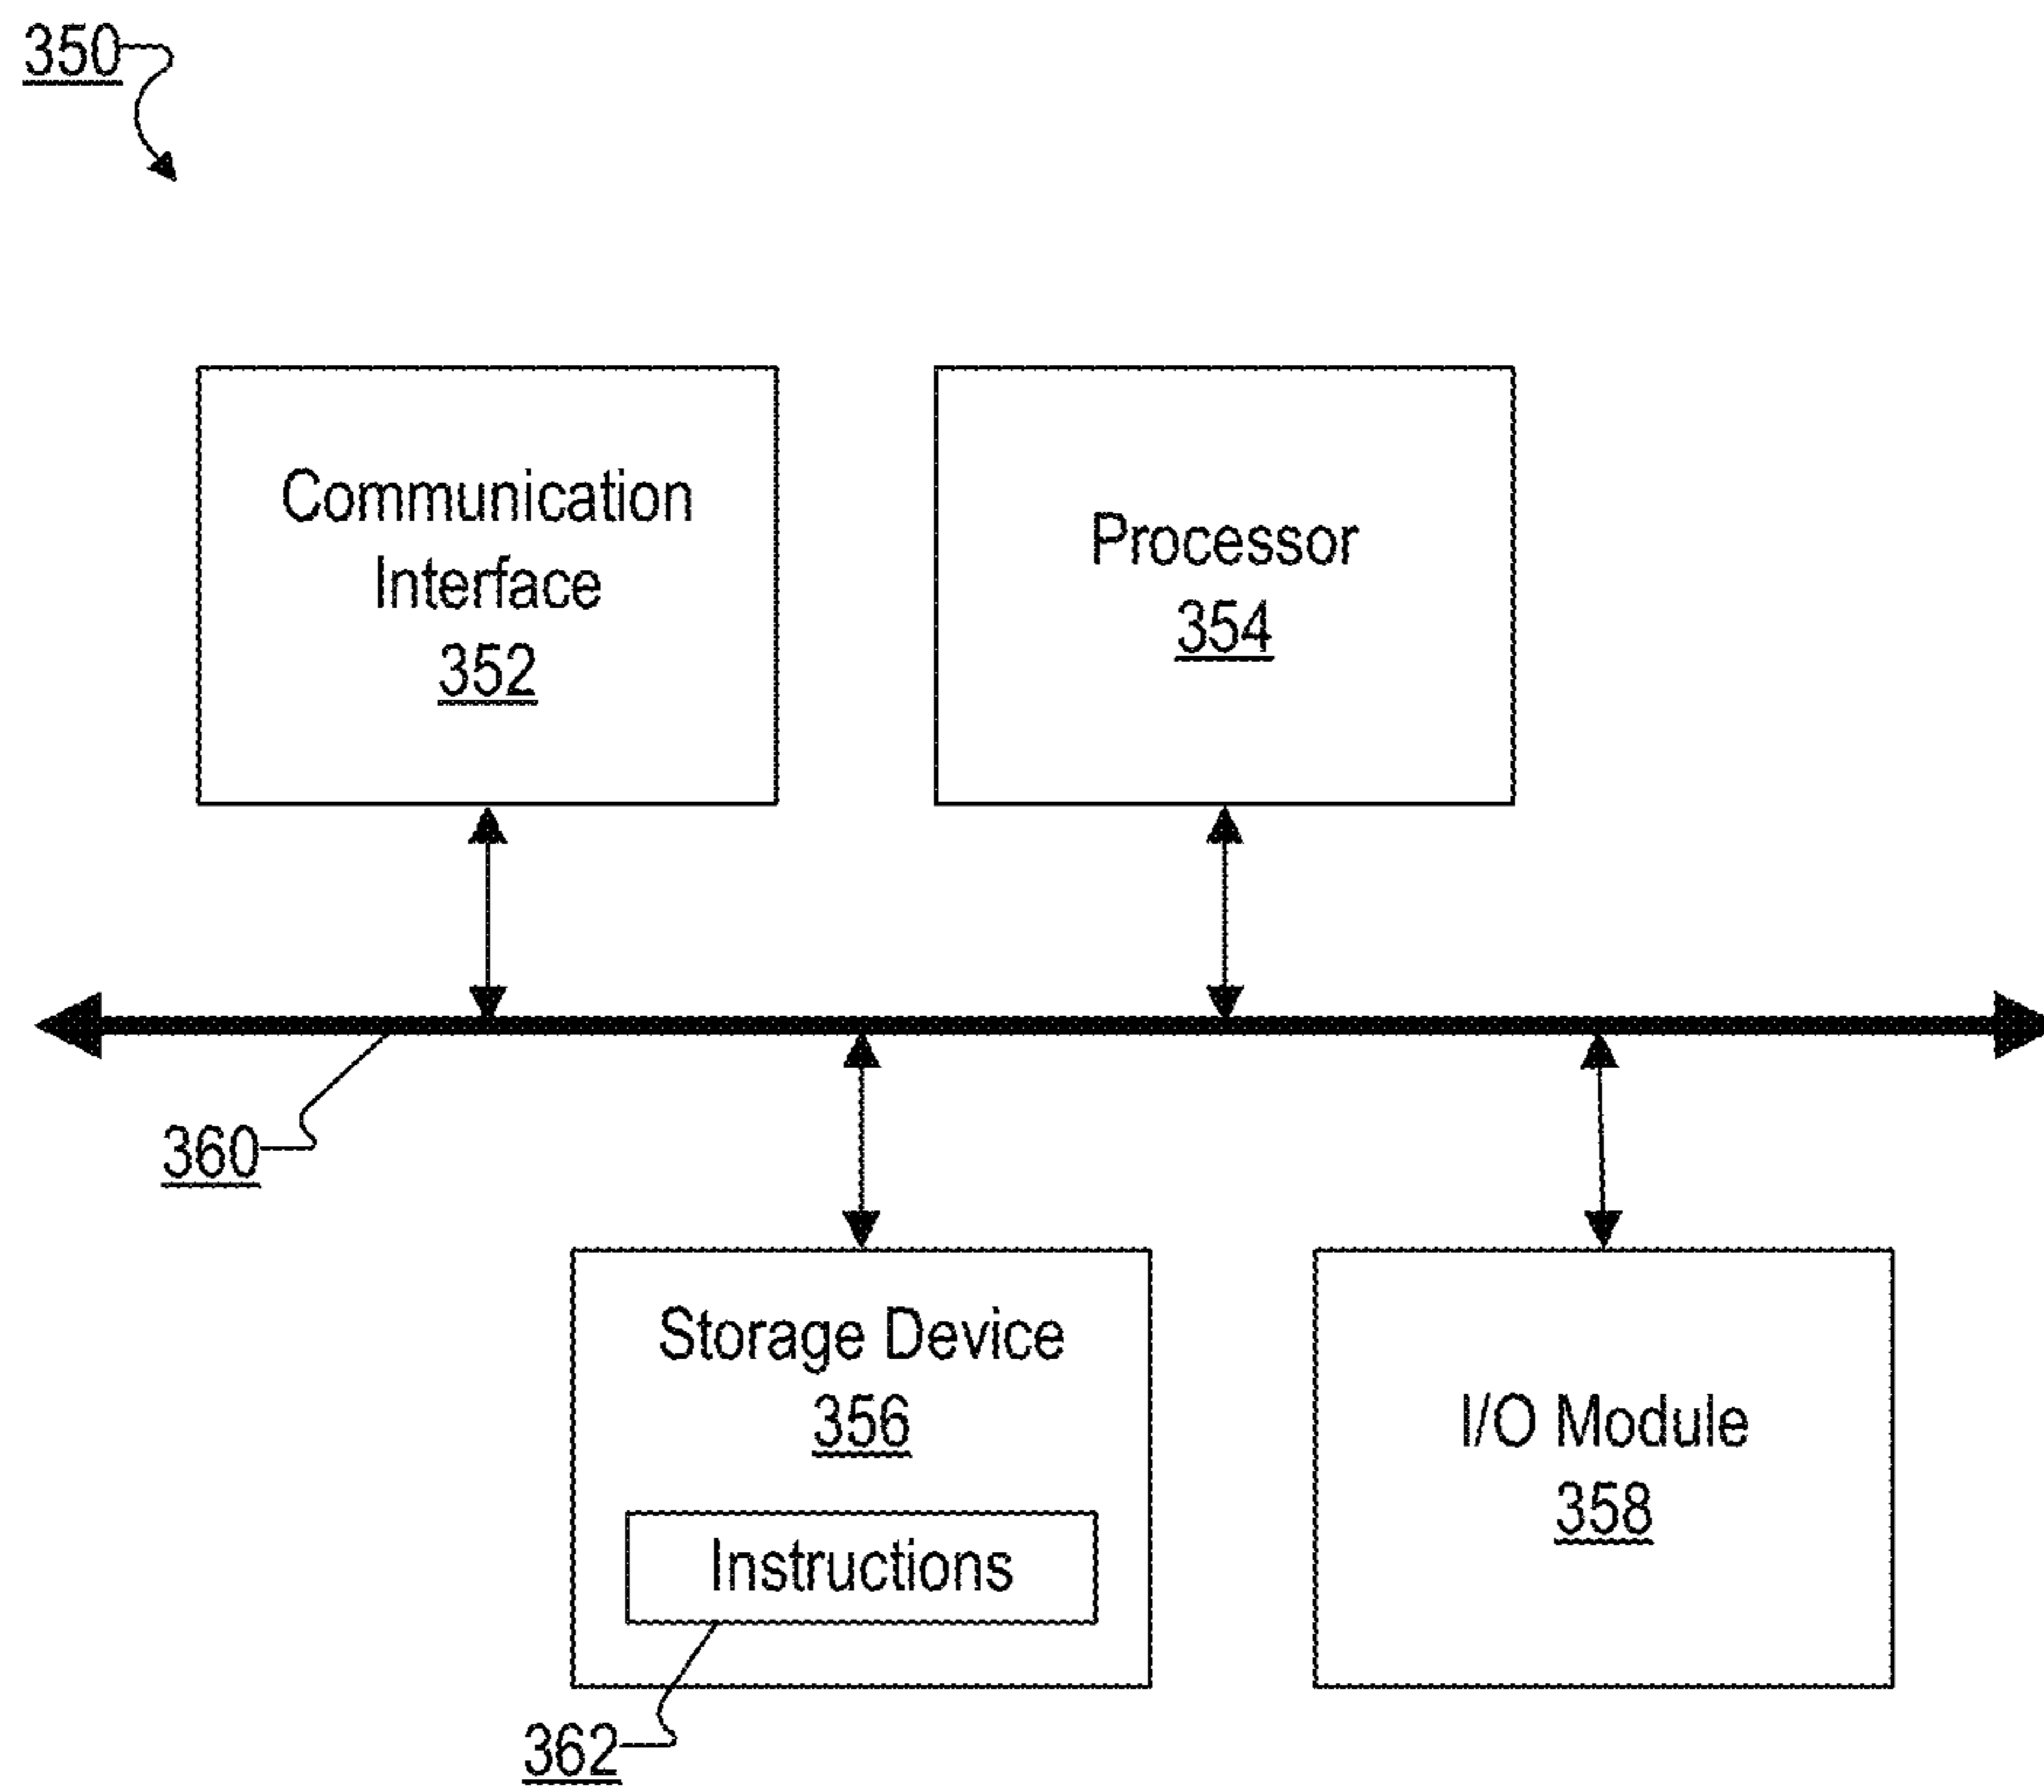 350
Communication
Interface
352
Processor
354
360
Storage Device
356
Instructions
362
I/O Module
358